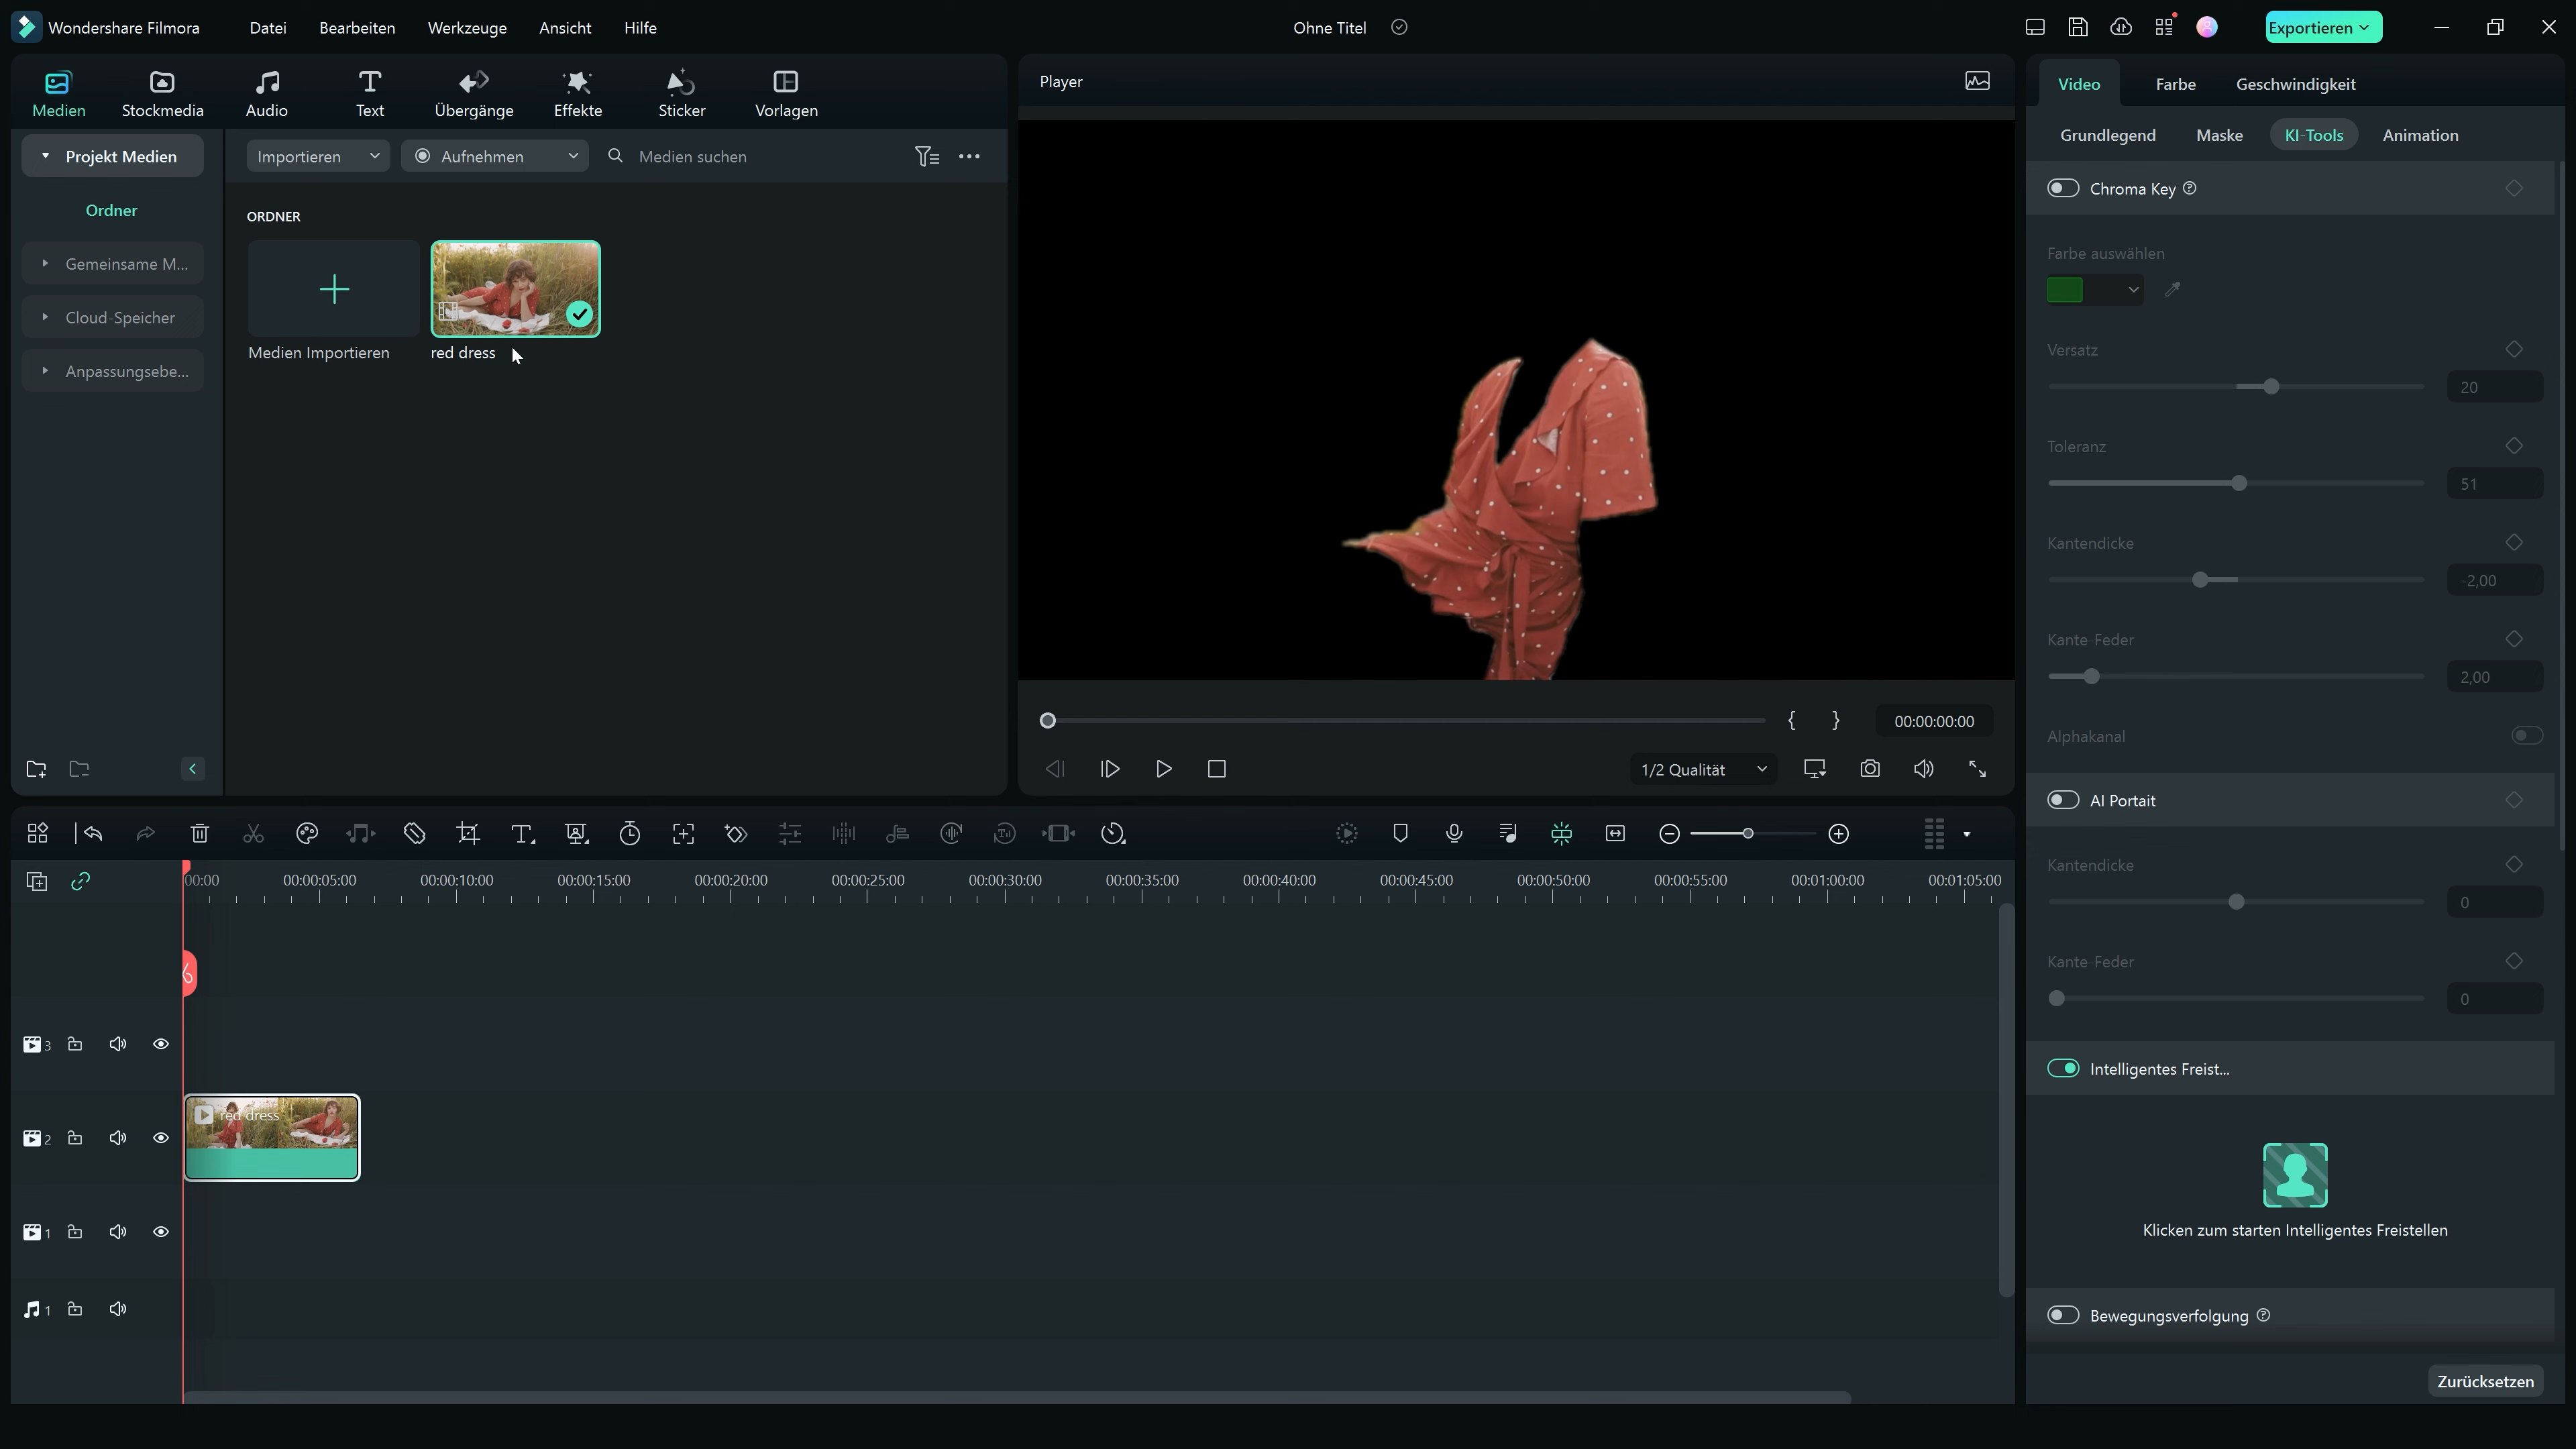 Wondershare Filmora
Datei
Bearbeiten
Werkzeuge
Ansicht
Hilfe
Ohne Titel
Exportieren
Medien
Stockmedia
Audio
Text
Übergänge
Effekte
Sticker
Vorlagen
Projekt Medien
Ordner
Gemeinsame M...
Cloud-Speicher
Anpassungsebe...
Importieren
Aufnehmen
Medien suchen
ORDNER
Medien Importieren
red dress
Player
00:00:00:00
1/2 Qualität
Video
Farbe
Geschwindigkeit
Grundlegend
Maske
KI-Tools
Animation
Chroma Key
Farbe auswählen
Versatz
20
Toleranz
51
Kantendicke
-2,00
Kante-Feder
2,00
Alphakanal
AI Portait
Kantendicke
0
Kante-Feder
0
Intelligentes Freist...
Klicken zum starten Intelligentes Freistellen
Bewegungsverfolgung
Zurücksetzen
00:00
00:00:05:00
00:00:10:00
00:00:15:00
00:00:20:00
00:00:25:00
00:00:30:00
00:00:35:00
00:00:40:00
00:00:45:00
00:00:50:00
00:00:55:00
00:01:00:00
00:01:05:00
3
2
red dress
1
1